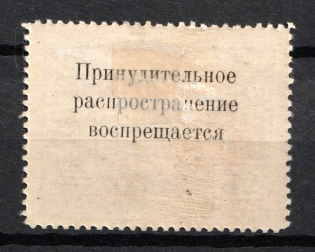 Принудительное
распространение
воспрещается